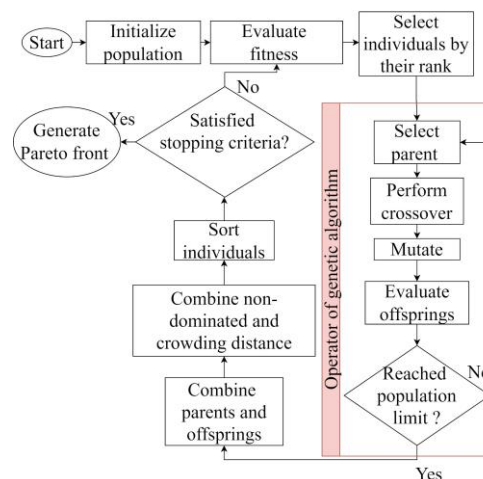 Start
Initialize
population
Evaluate
fitness
Select
individuals by
their rank
No
Yes
Generate
Pareto front
Satisfied
stopping criteria?
Select
parent
Perform
crossover
Mutate
Evaluate
offsprings
Operator of genetic algorithm
Reached
population
limit ?
No
Yes
Sort
individuals
Combine non-
dominated and
crowding distance
Combine
parents and
offsprings